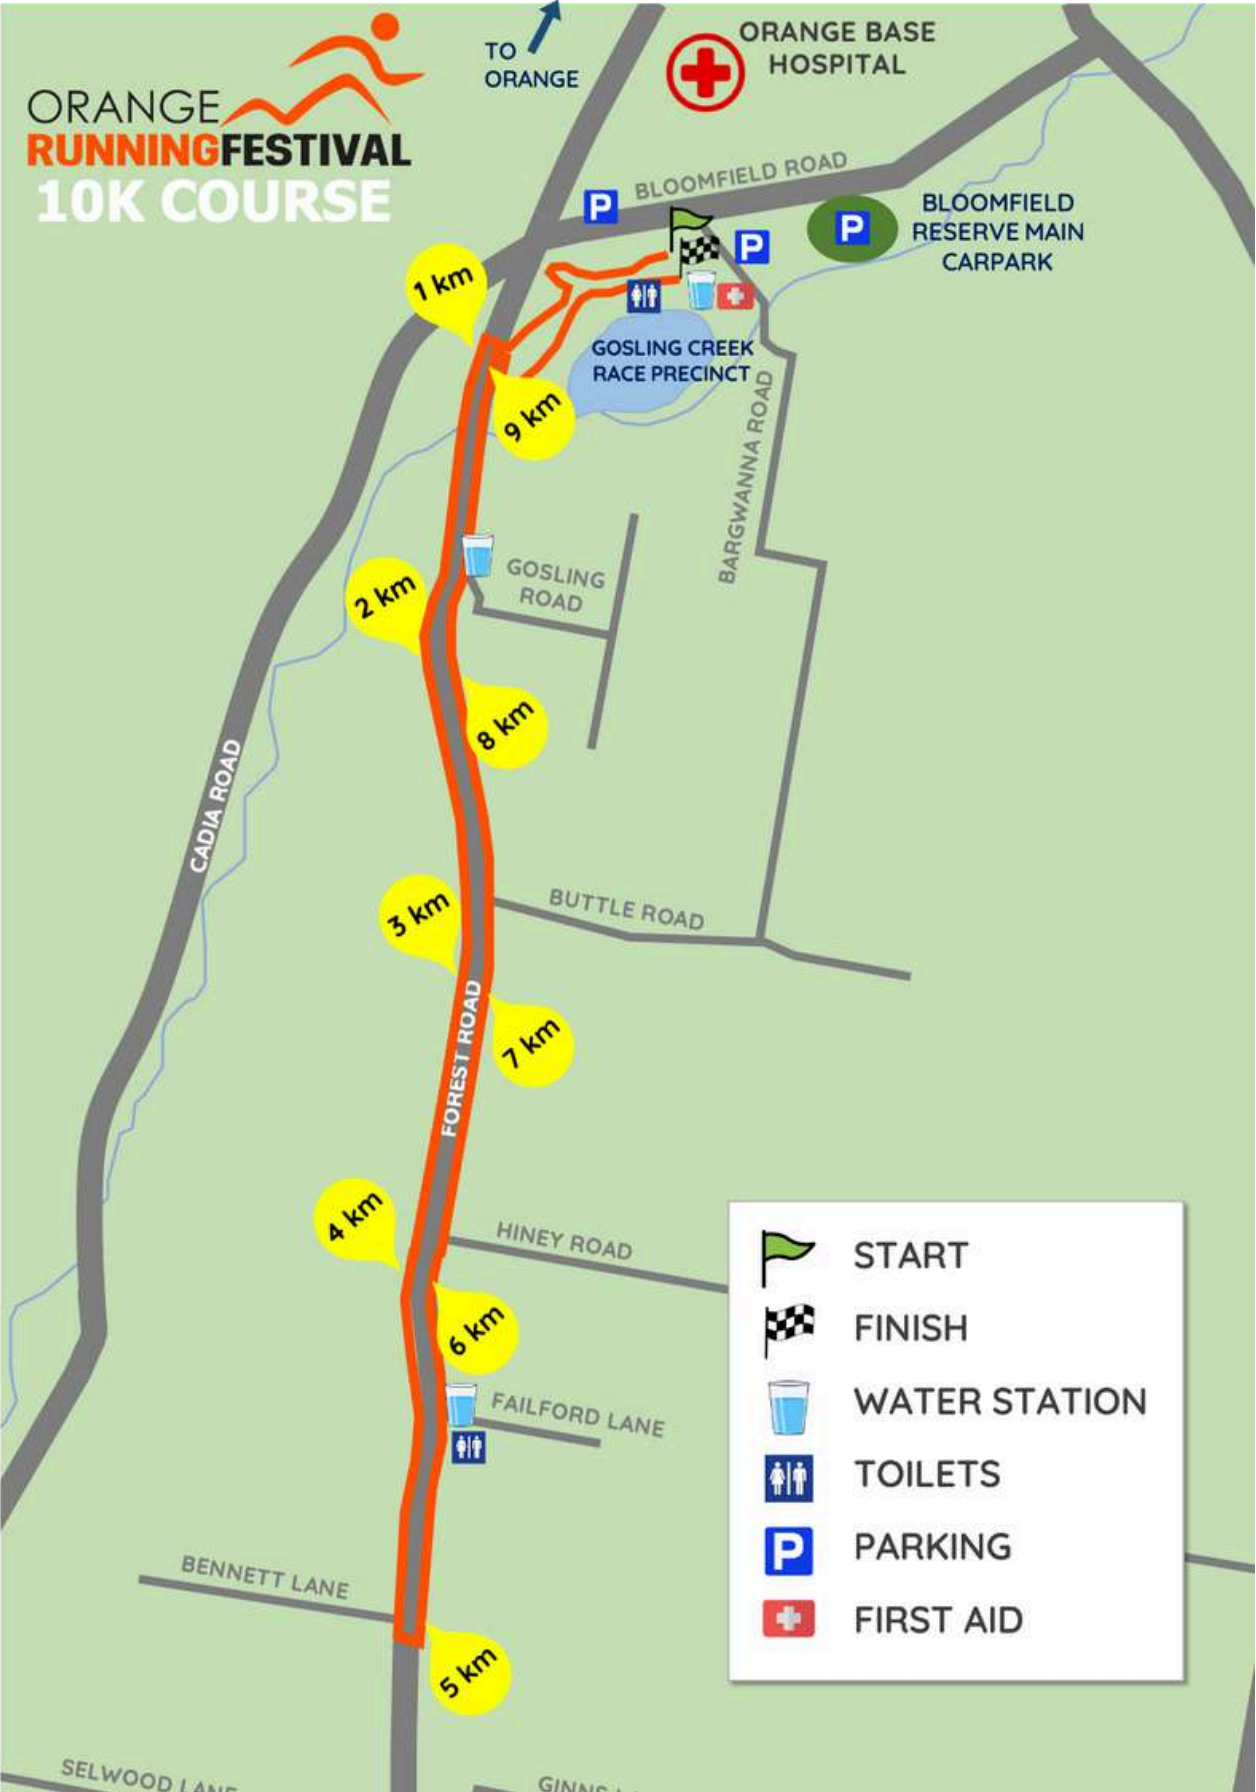 TO
ORANGE
ORANGE BASE
HOSPITAL
ORANGE
RUNNINGFESTIVAL
10K COURSE
BLOOMFIELD ROAD
P
P
P
BLOOMFIELD
RESERVE MAIN
CARPARK
1 km
GOSLING CREEK
RACE PRECINCT
9 km
BARGWANNA ROAD
GOSLING
ROAD
2 km
8 km
CADIA ROAD
3 km
BUTTLE ROAD
FOREST ROAD
7 km
4 km
HINEY ROAD
6 km
FAILFORD LANE
BENNETT LANE
5 km
START
FINISH
WATER STATION
TOILETS
P PARKING
FIRST AID
SELWOOD LANE
GINNS